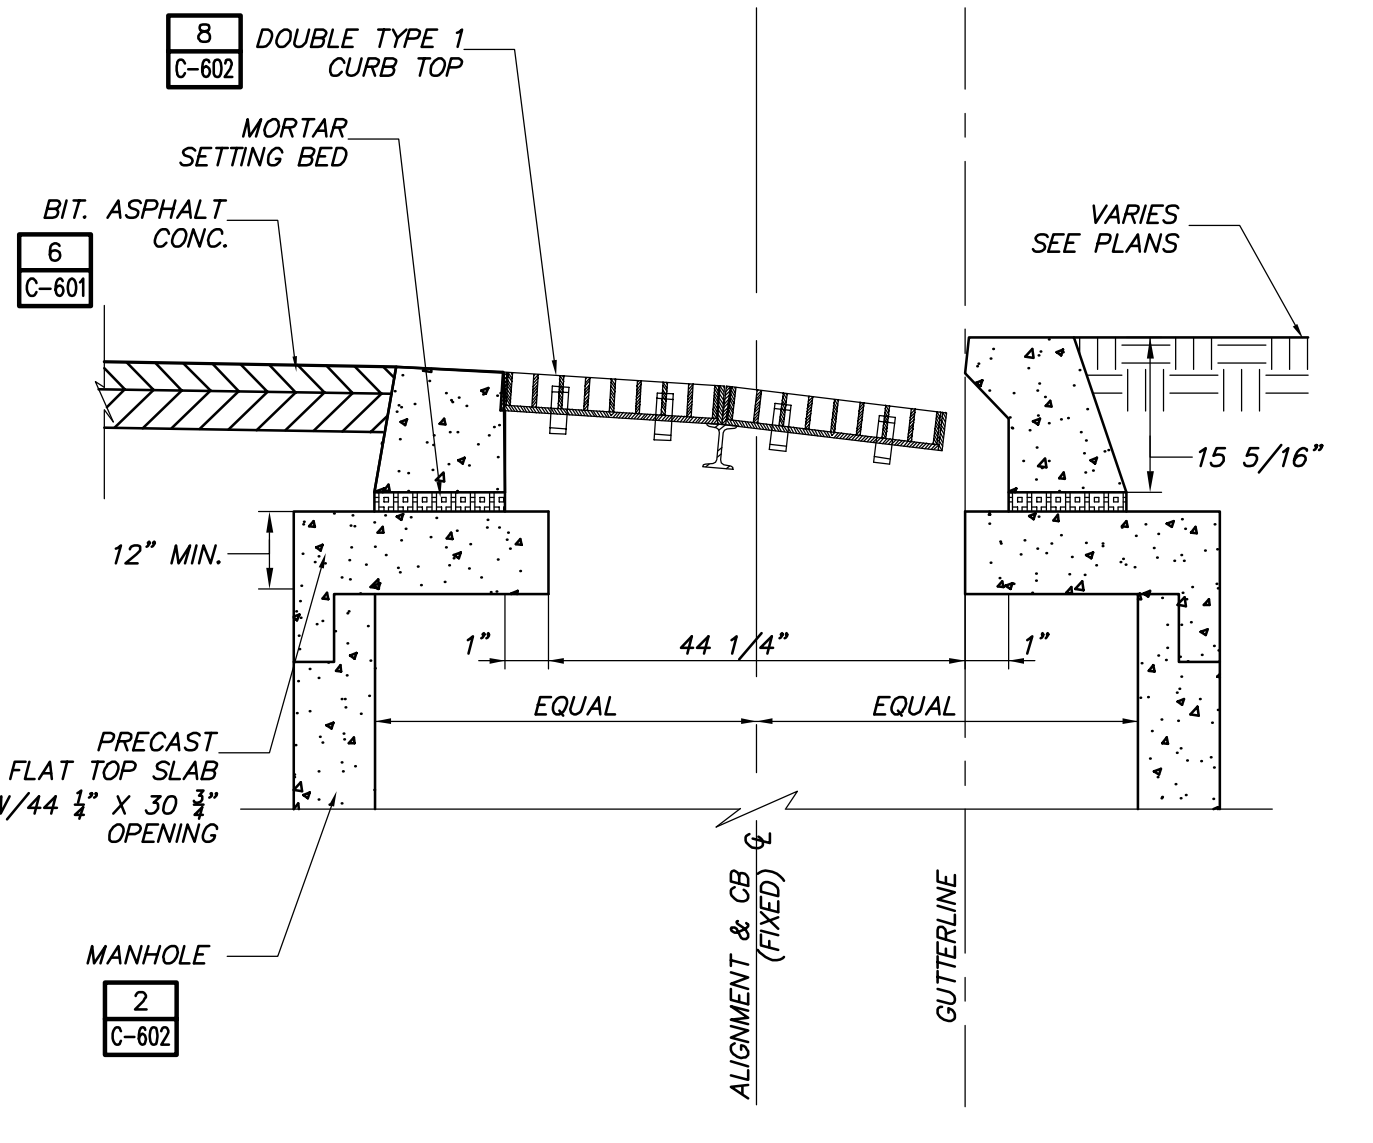 8
C-602
DOUBLE TYPE 1
CURB TOP
MORTAR
SETTING BED
BIT. ASPHALT
CONC.
6
C-601
VARIES
SEE PLANS
15 5/16"
12" MIN.
1"
44 1/4"
1"
EQUAL
EQUAL
PRECAST
FLAT TOP SLAB
W/44 1/4" X 30 3/4"
OPENING
MANHOLE
2
C-602
ALIGNMENT & CB ℄
(FIXED)
GUTTERLINE